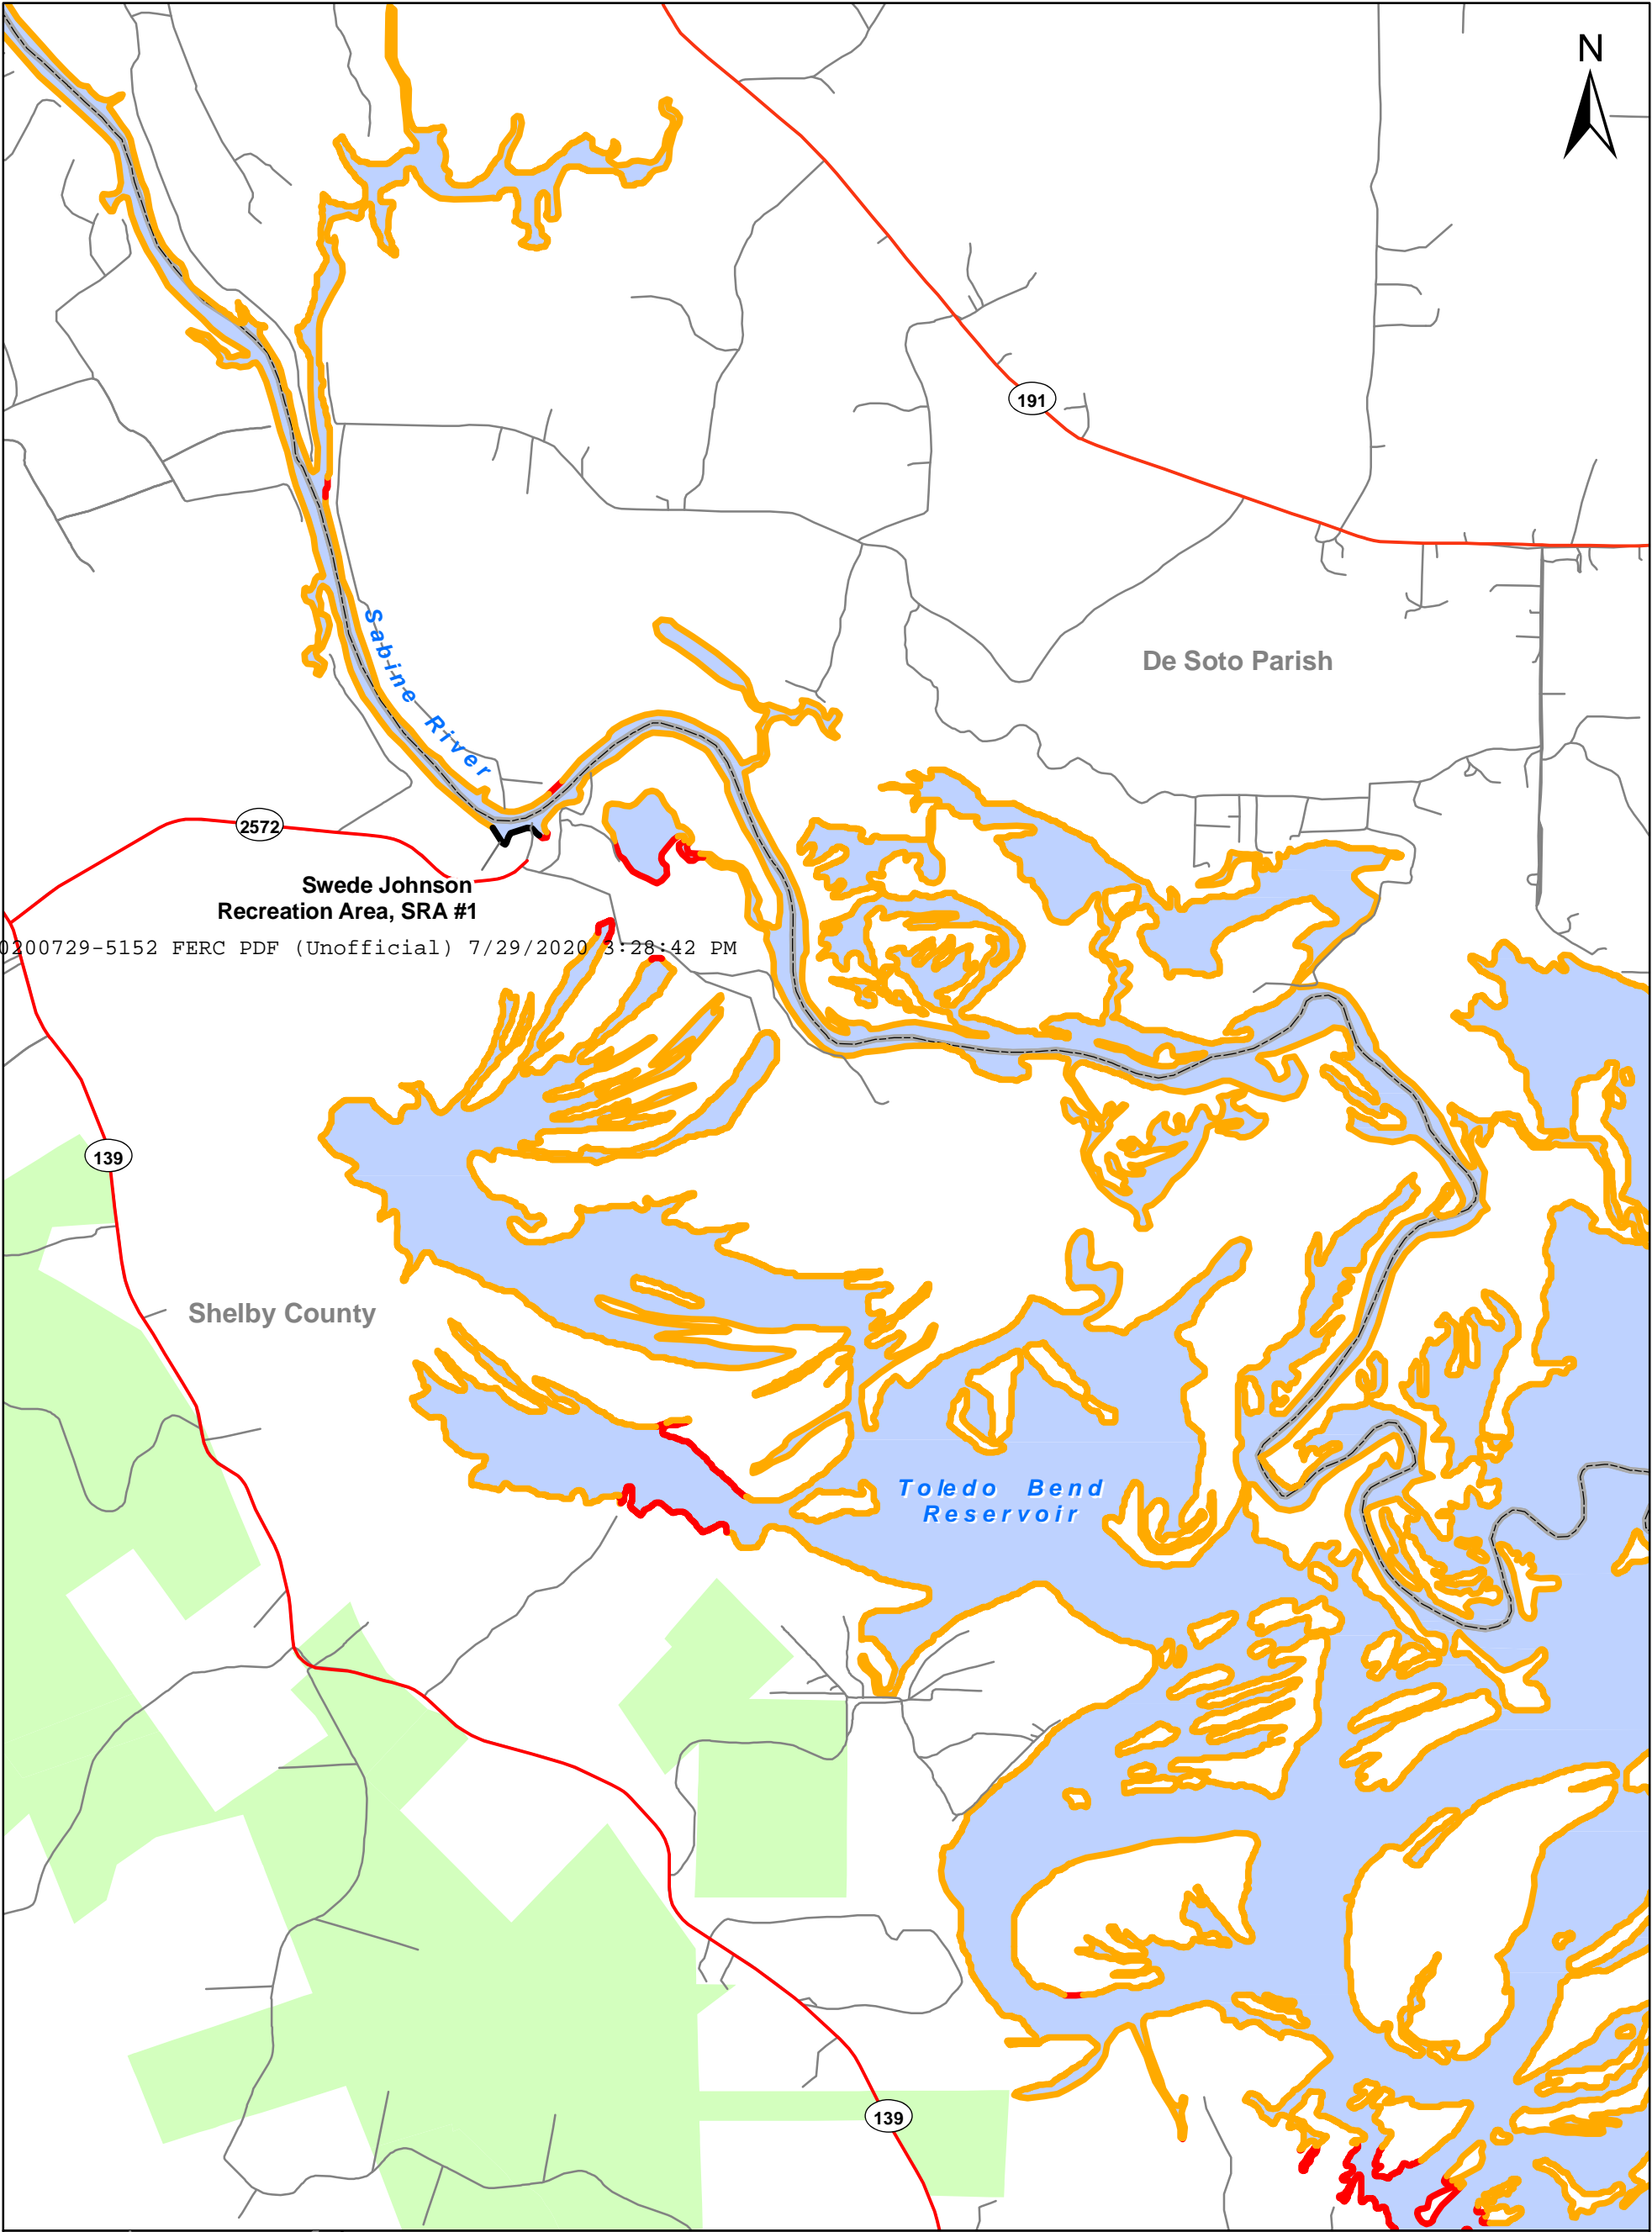 N
191
De Soto Parish
Sabine River
2572
Swede Johnson
Recreation Area, SRA #1
0200729-5152 FERC PDF (Unofficial) 7/29/2020 3:28:42 PM
139
Shelby County
Toledo Bend
Reservoir
139